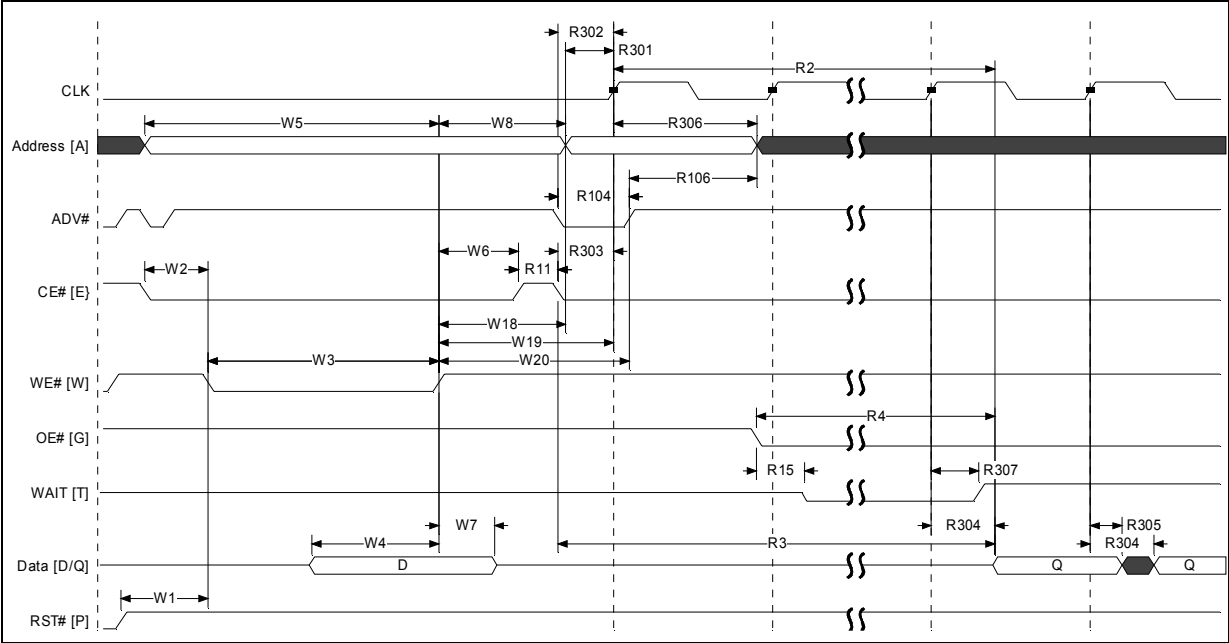 R302
R301
R2
CLK
W5
W8
R306
Address [A]
R106
R104
ADV#
W6
R303
W2
R11
CE# [E}
W18
W19
W3
W20
WE# [W]
R4
OE# [G]
R15
R307
WAIT [T]
W7
R304
R305
W4
R3
R304
Data [D/Q]
D
Q
Q
W1
RST# [P]